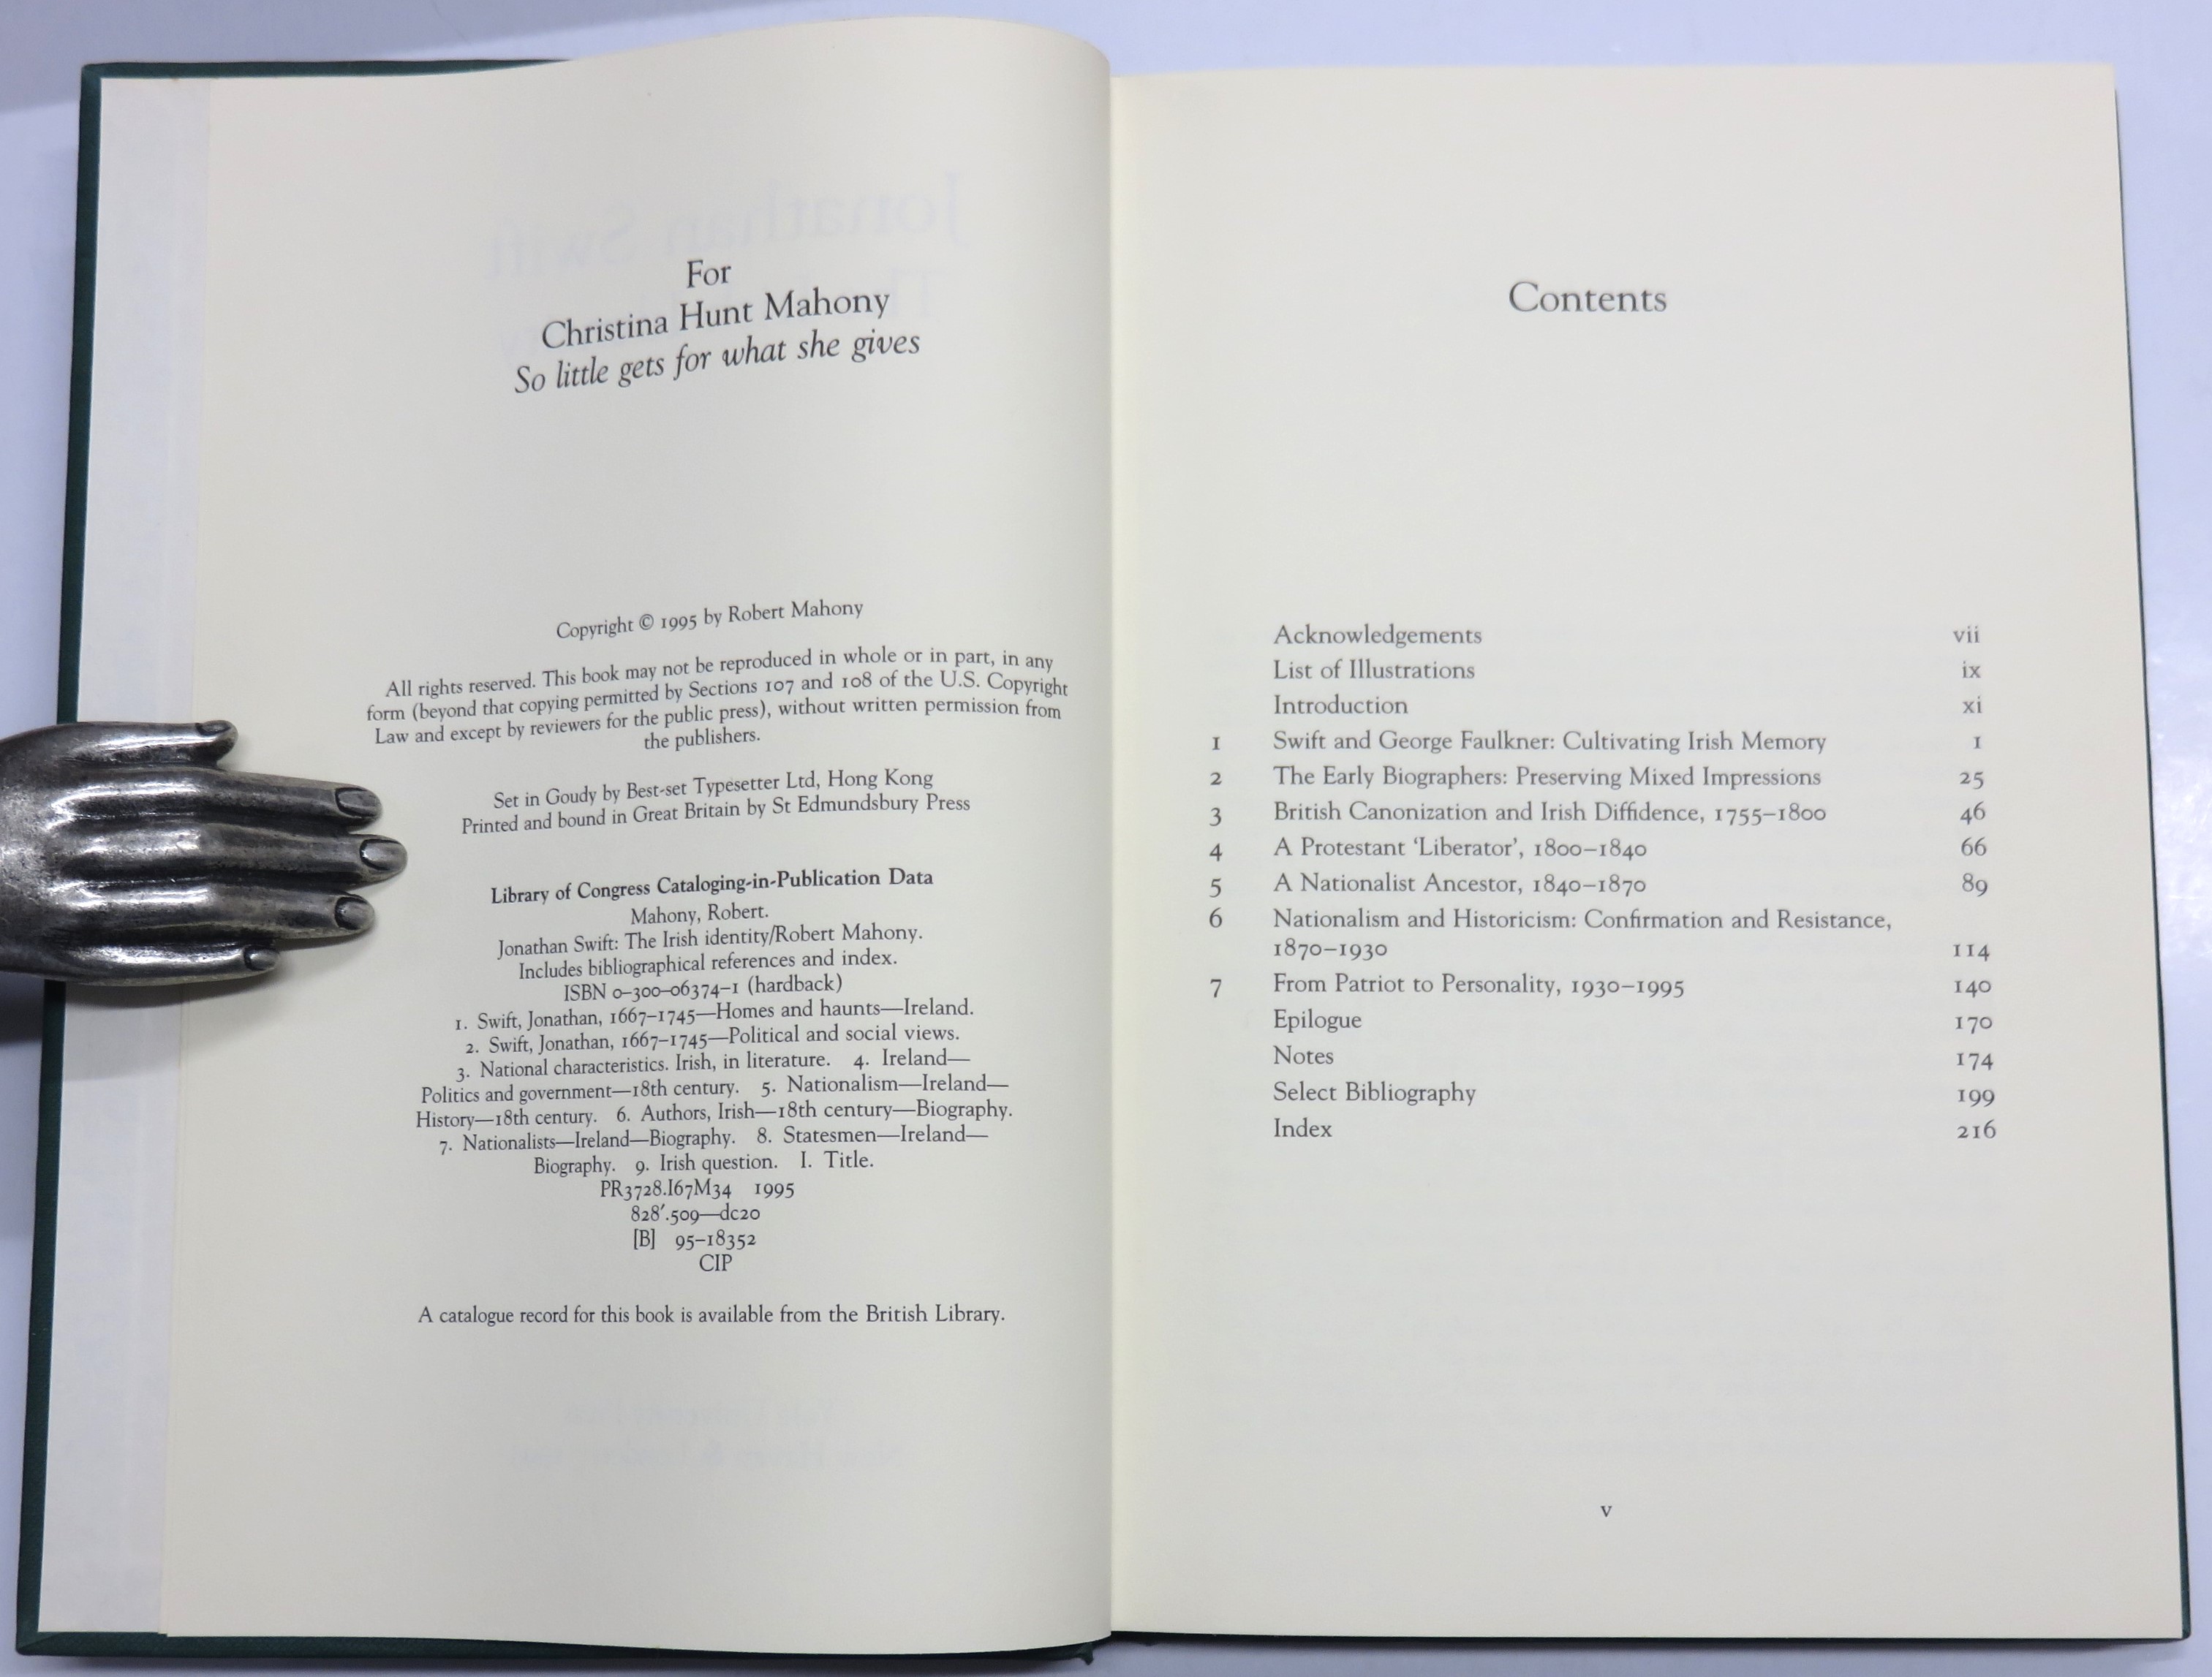 For
Christina Hunt Mahony
So little gets for what she gives
Copyright © 1995 by Robert Mahony
All rights reserved. This book may not be reproduced in whole or in part, in any
form (beyond that copying permitted by Sections 107 and 108 of the U.S. Copyright
Law and except by reviewers for the public press), without written permission from
the publishers.
Set in Goudy by Best-set Typesetter Ltd, Hong Kong
Printed and bound in Great Britain by St Edmundsbury Press
Library of Congress Cataloging-in-Publication Data
Mahony, Robert.
Jonathan Swift: The Irish identity/Robert Mahony.
Includes bibliographical references and index.
ISBN 0–300–06374–1 (hardback)
1. Swift, Jonathan, 1667–1745—Homes and haunts—Ireland.
2. Swift, Jonathan, 1667–1745—Political and social views.
3. National characteristics. Irish, in literature. 4. Ireland—
Politics and government—18th century. 5. Nationalism—Ireland—
History—18th century. 6. Authors, Irish—18th century—Biography.
7. Nationalists—Ireland—Biography. 8. Statesmen—Ireland—
Biography. 9. Irish question. I. Title.
PR3728.I67M34 1995
828′.509—dc20
[B] 95–18352
CIP
A catalogue record for this book is available from the British Library.
Contents
Acknowledgements vii
List of Illustrations ix
Introduction xi
1 Swift and George Faulkner: Cultivating Irish Memory 1
2 The Early Biographers: Preserving Mixed Impressions 25
3 British Canonization and Irish Diffidence, 1755–1800 46
4 A Protestant ‘Liberator’, 1800–1840 66
5 A Nationalist Ancestor, 1840–1870 89
6 Nationalism and Historicism: Confirmation and Resistance,
1870–1930 114
7 From Patriot to Personality, 1930–1995 140
Epilogue 170
Notes 174
Select Bibliography 199
Index 216
v